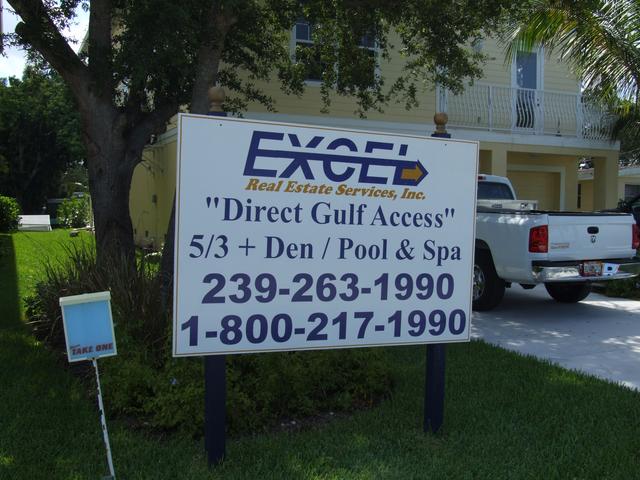 EXCEL
Real Estate Services, Inc.
"Direct Gulf Access"
5/3 + Den / Pool & Spa
239-263-1990
1-800-217-1990
TAKE ONE